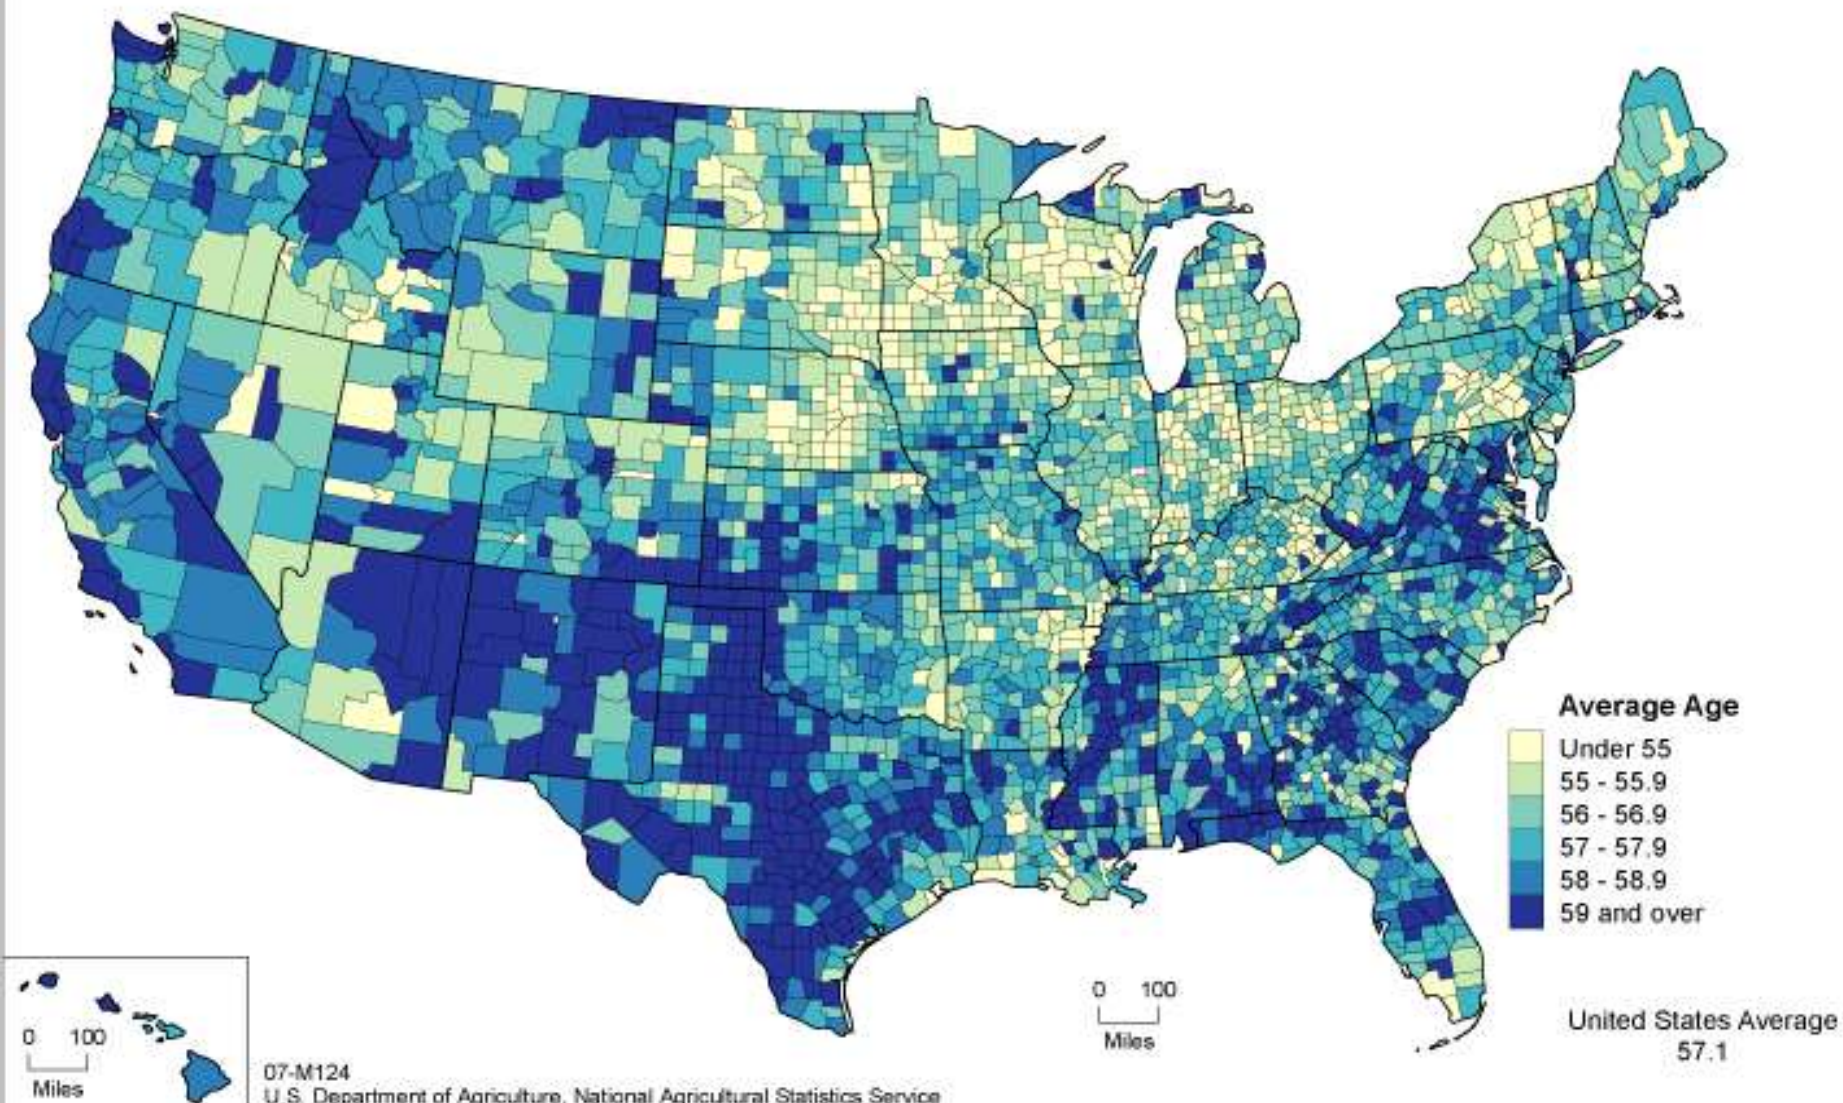 Average Age
Under 55
55 - 55.9
56 - 56.9
57 - 57.9
58 - 58.9
59 and over
0 100
Miles
United States Average
57.1
0 100
Miles
07-M124
U.S. Department of Agriculture, National Agricultural Statistics Service